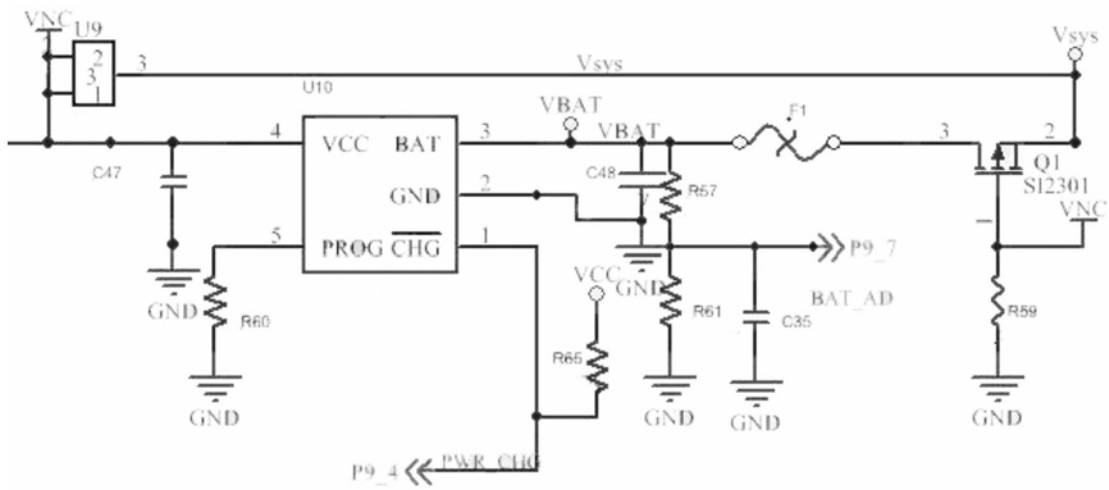 VNC
U9
Vsys
2
3
1
3
Vsys
U10
VBAT
F1
4
VCC
BAT
3
VBAT
3
2
C47
C48
Q1
SI2301
GND
2
R57
VNC
1
5
PROG
CHG
1
P9_7
GND
VCC
GND
BAT_AD
R60
R61
C35
R59
R65
GND
GND
GND
GND
P9_4
PWR_CHG